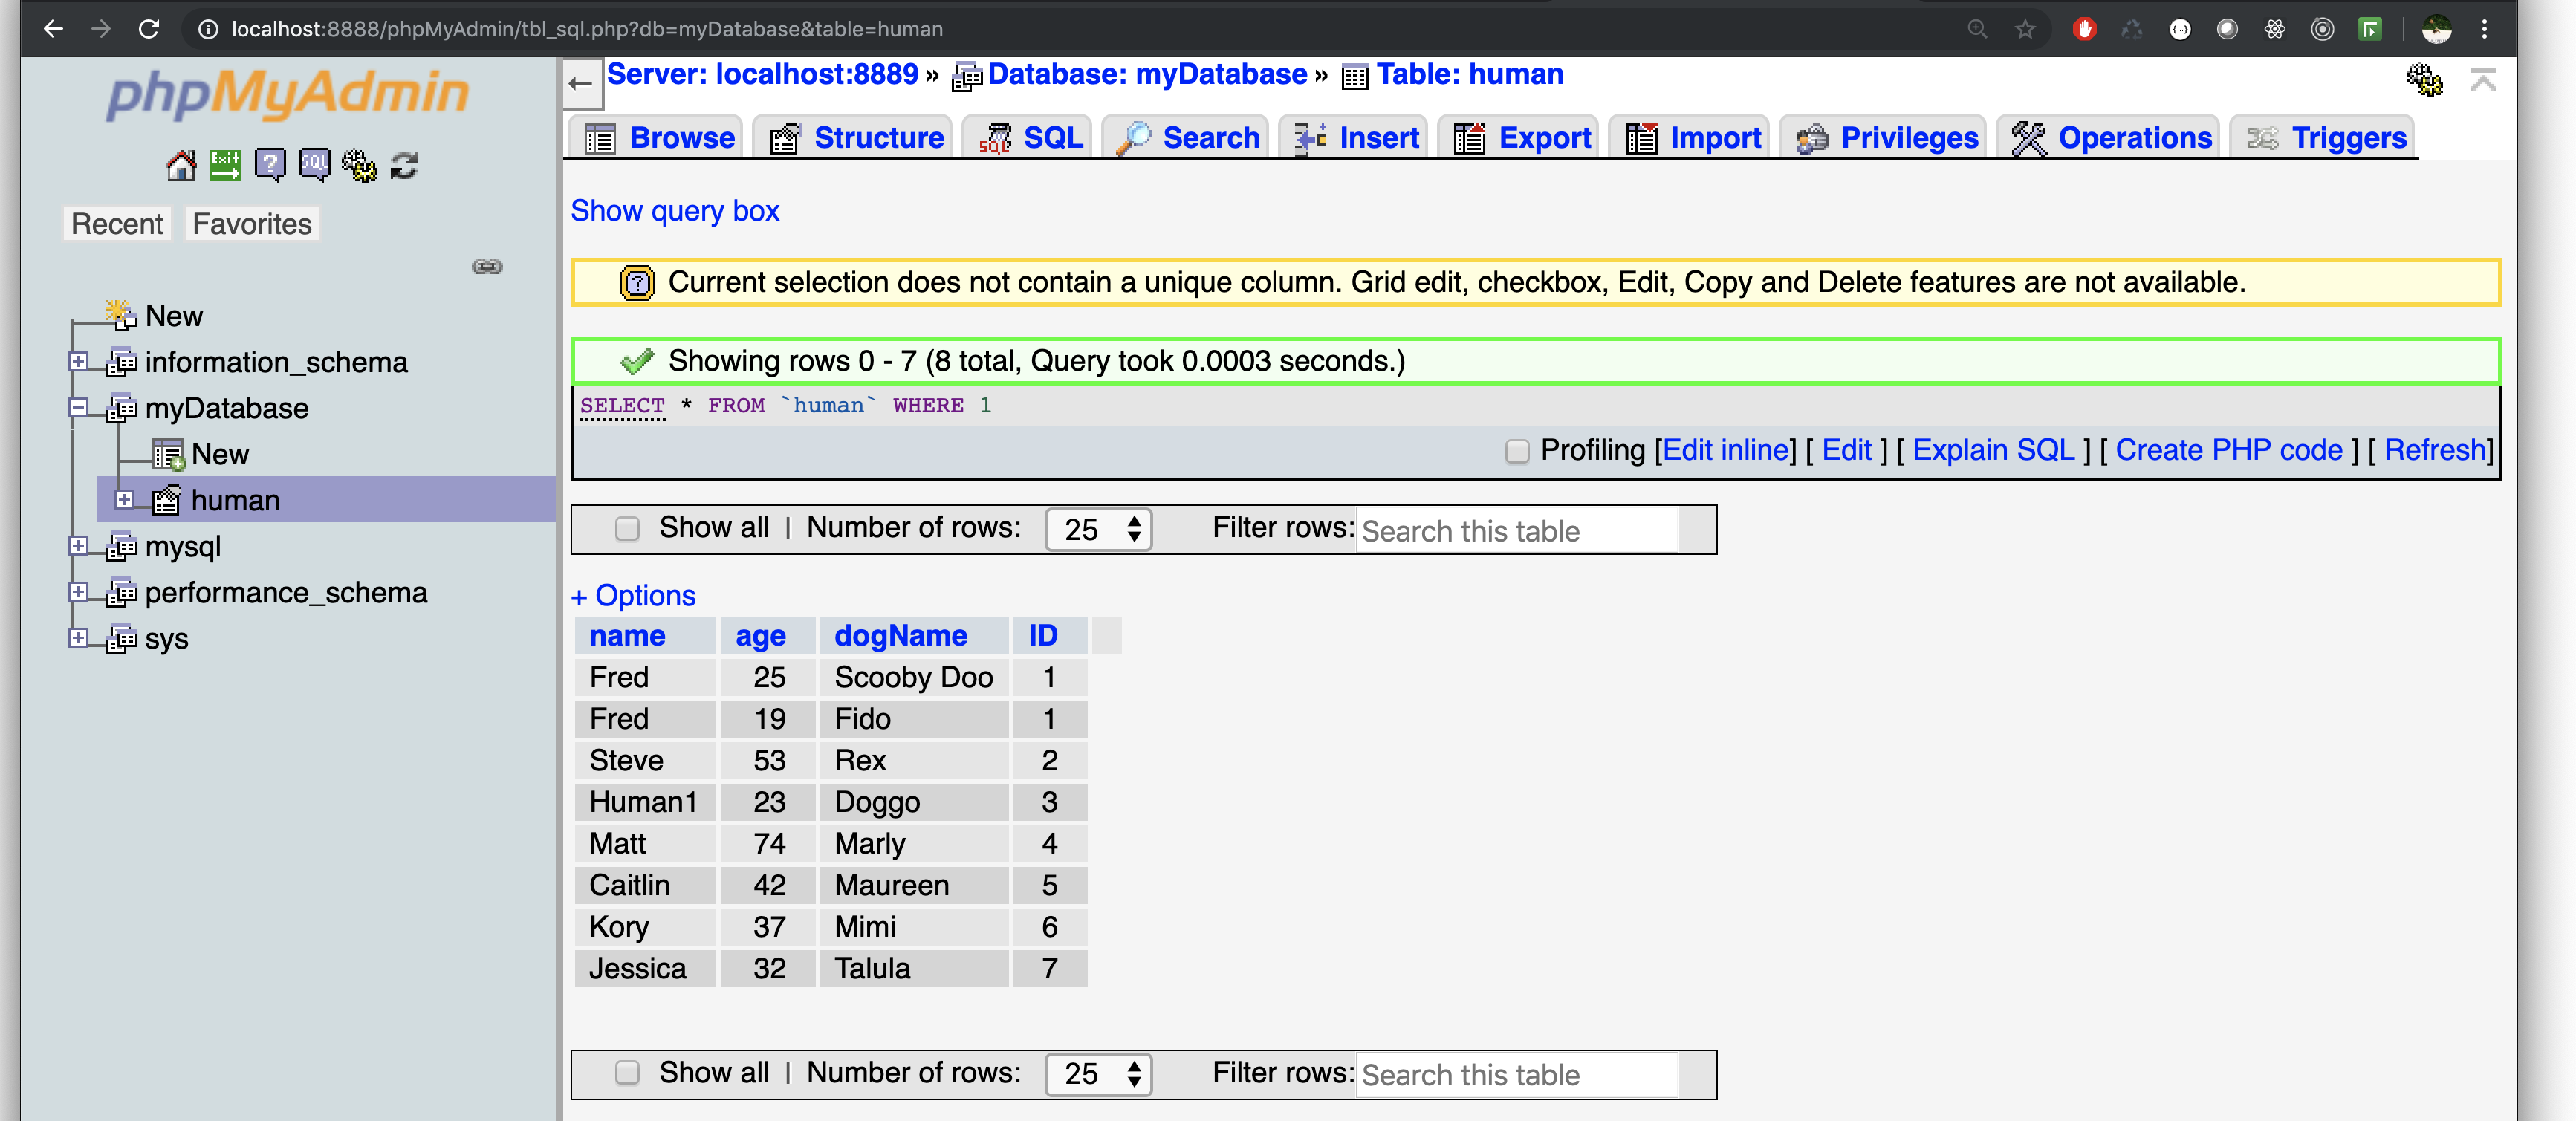 localhost:8888/phpMyAdmin/tbl_sql.php?db=myDatabase&table=human
phpMyAdmin
Exit
?
SQL
Recent Favorites
New
information_schema
myDatabase
New
human
mysql
performance_schema
sys
← Server: localhost:8889 » Database: myDatabase » Table: human
Browse Structure SQL Search Insert Export Import Privileges Operations Triggers
Show query box
Current selection does not contain a unique column. Grid edit, checkbox, Edit, Copy and Delete features are not available.
Showing rows 0 - 7 (8 total, Query took 0.0003 seconds.)
SELECT * FROM `human` WHERE 1
Profiling [Edit inline] [ Edit ] [ Explain SQL ] [ Create PHP code ] [ Refresh]
Show all | Number of rows: 25 Filter rows: Search this table
+ Options
name age dogName ID
Fred 25 Scooby Doo 1
Fred 19 Fido 1
Steve 53 Rex 2
Human1 23 Doggo 3
Matt 74 Marly 4
Caitlin 42 Maureen 5
Kory 37 Mimi 6
Jessica 32 Talula 7
Show all | Number of rows: 25 Filter rows: Search this table